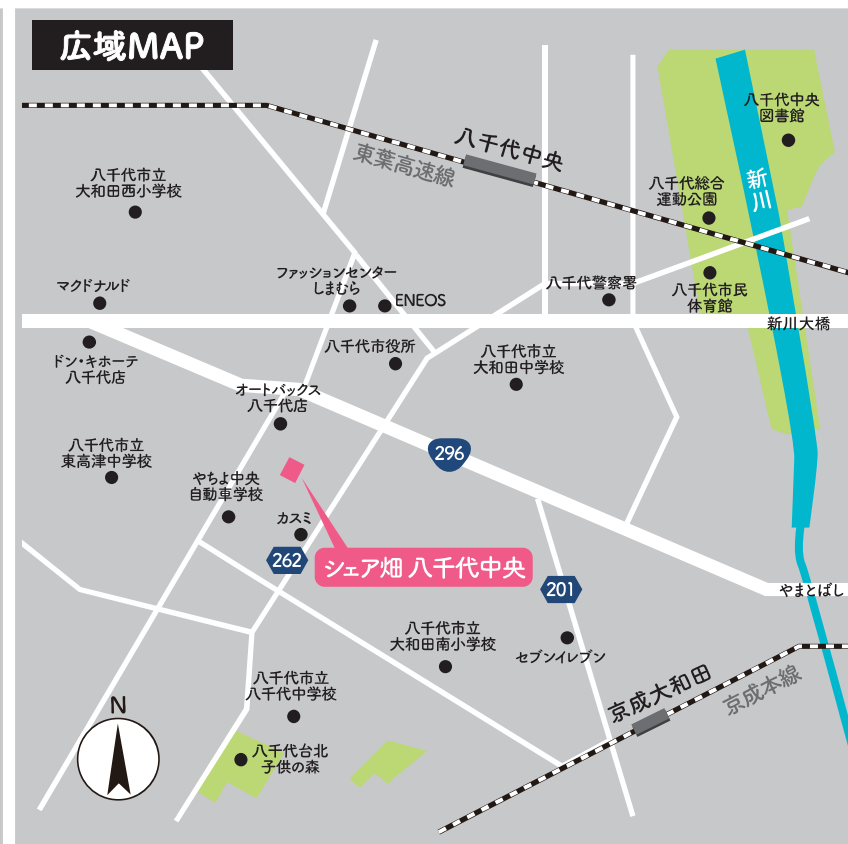 広域MAP
八千代中央
東葉高速線
八千代中央
図書館
新川
八千代市立
大和田西小学校
八千代総合
運動公園
マクドナルド
ファッションセンター
しまむら
ENEOS
八千代警察署
八千代市民
体育館
新川大橋
ドン・キホーテ
八千代店
八千代市役所
八千代市立
大和田中学校
オートバックス
八千代店
八千代市立
東高津中学校
296
やちよ中央
自動車学校
カスミ
262
シェア畑 八千代中央
201
やまとばし
八千代市立
大和田南小学校
セブンイレブン
八千代市立
八千代中学校
京成大和田
京成本線
N
八千代台北
子供の森